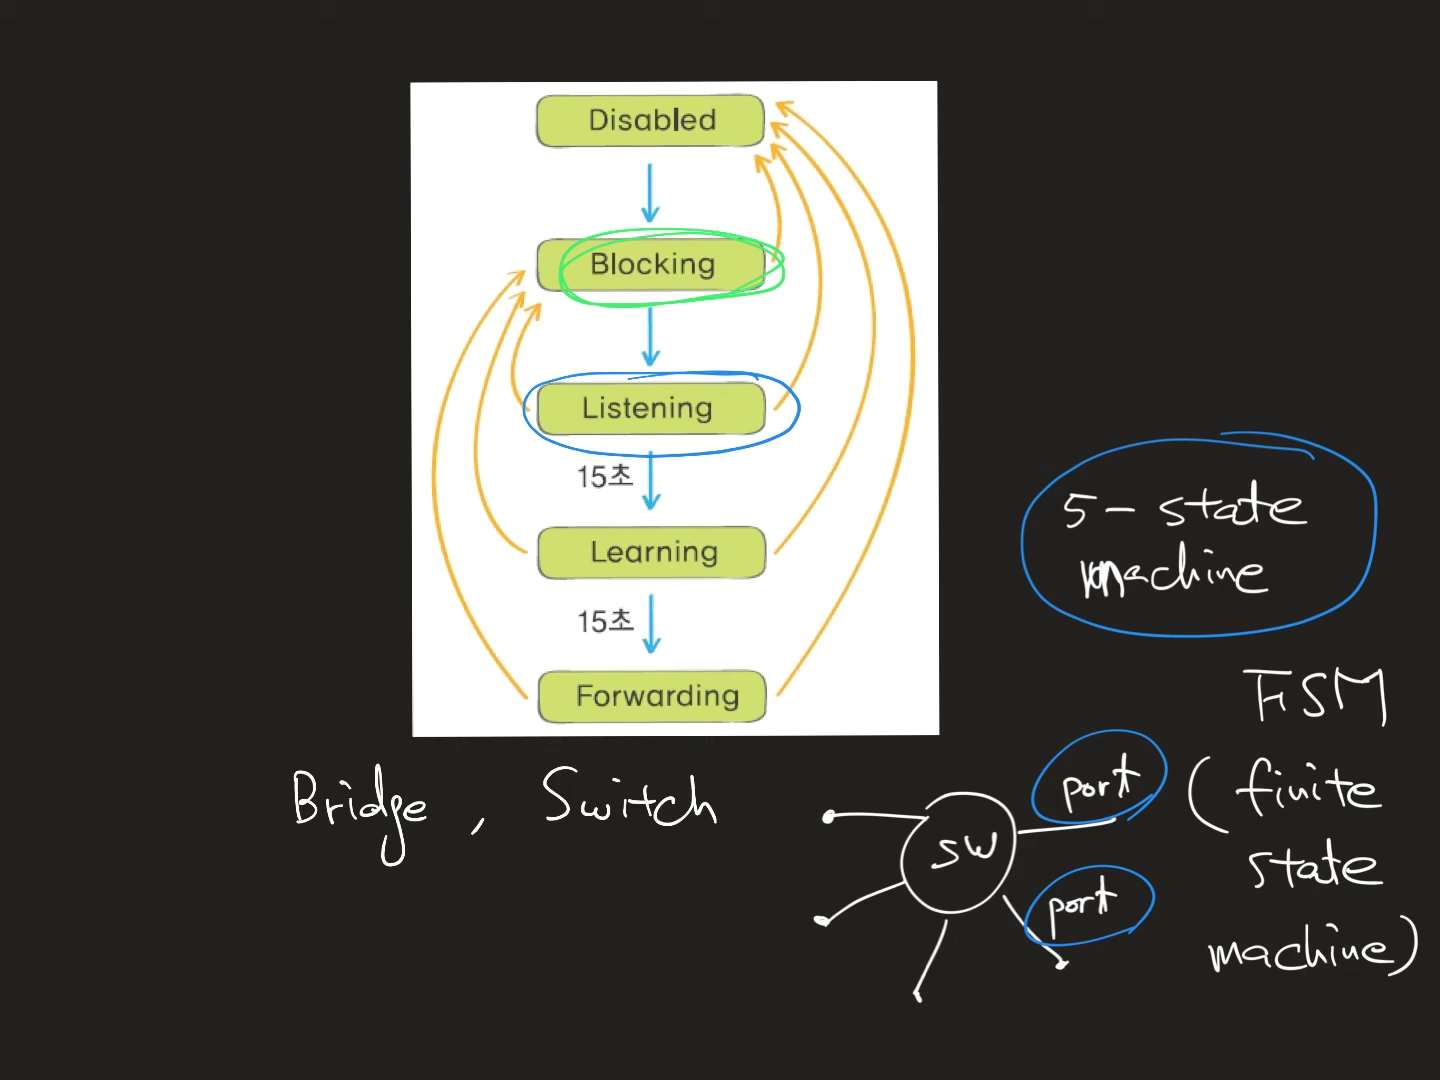 Disabled
Blocking
Listening
15초
Learning
15초
Forwarding
5 - state
machine
FSM
(finite
state
machine)
Bridge, Switch
SW
port
port